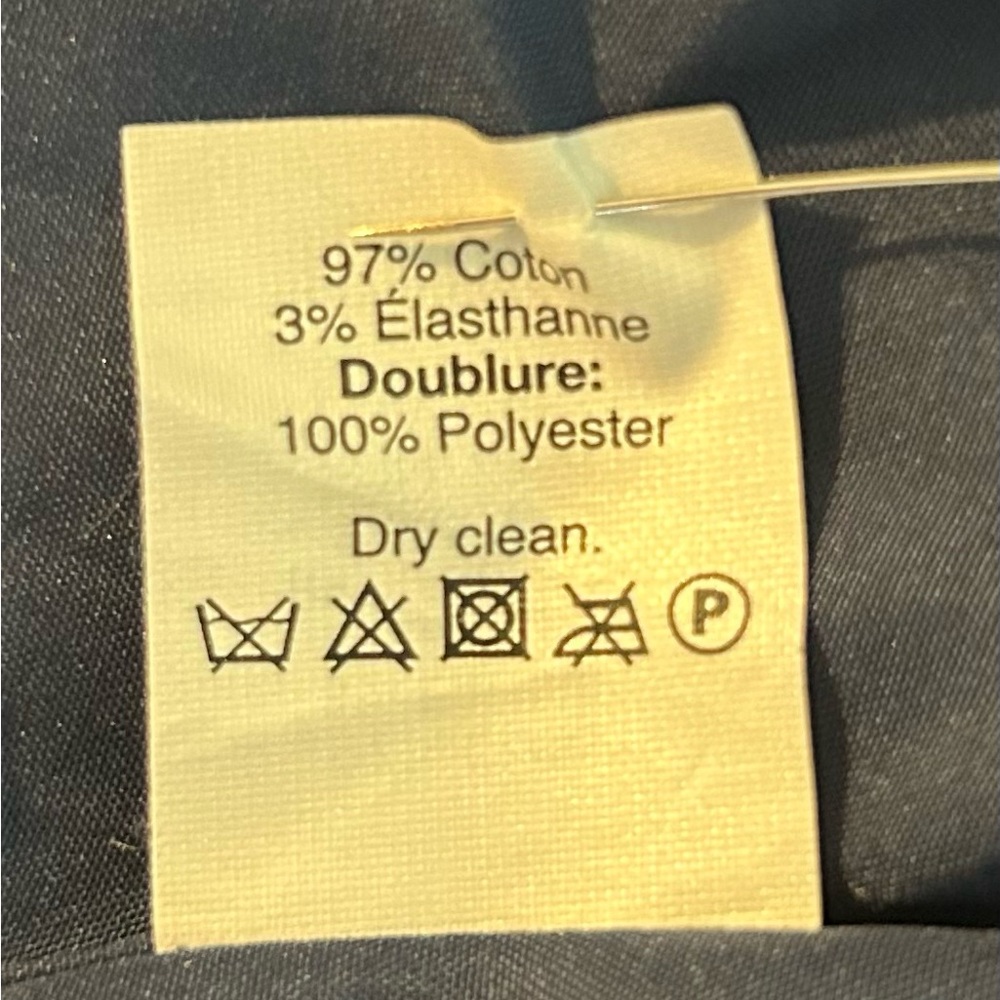 97% Coton
3% Élasthanne
Doublure:
100% Polyester
Dry clean.
P